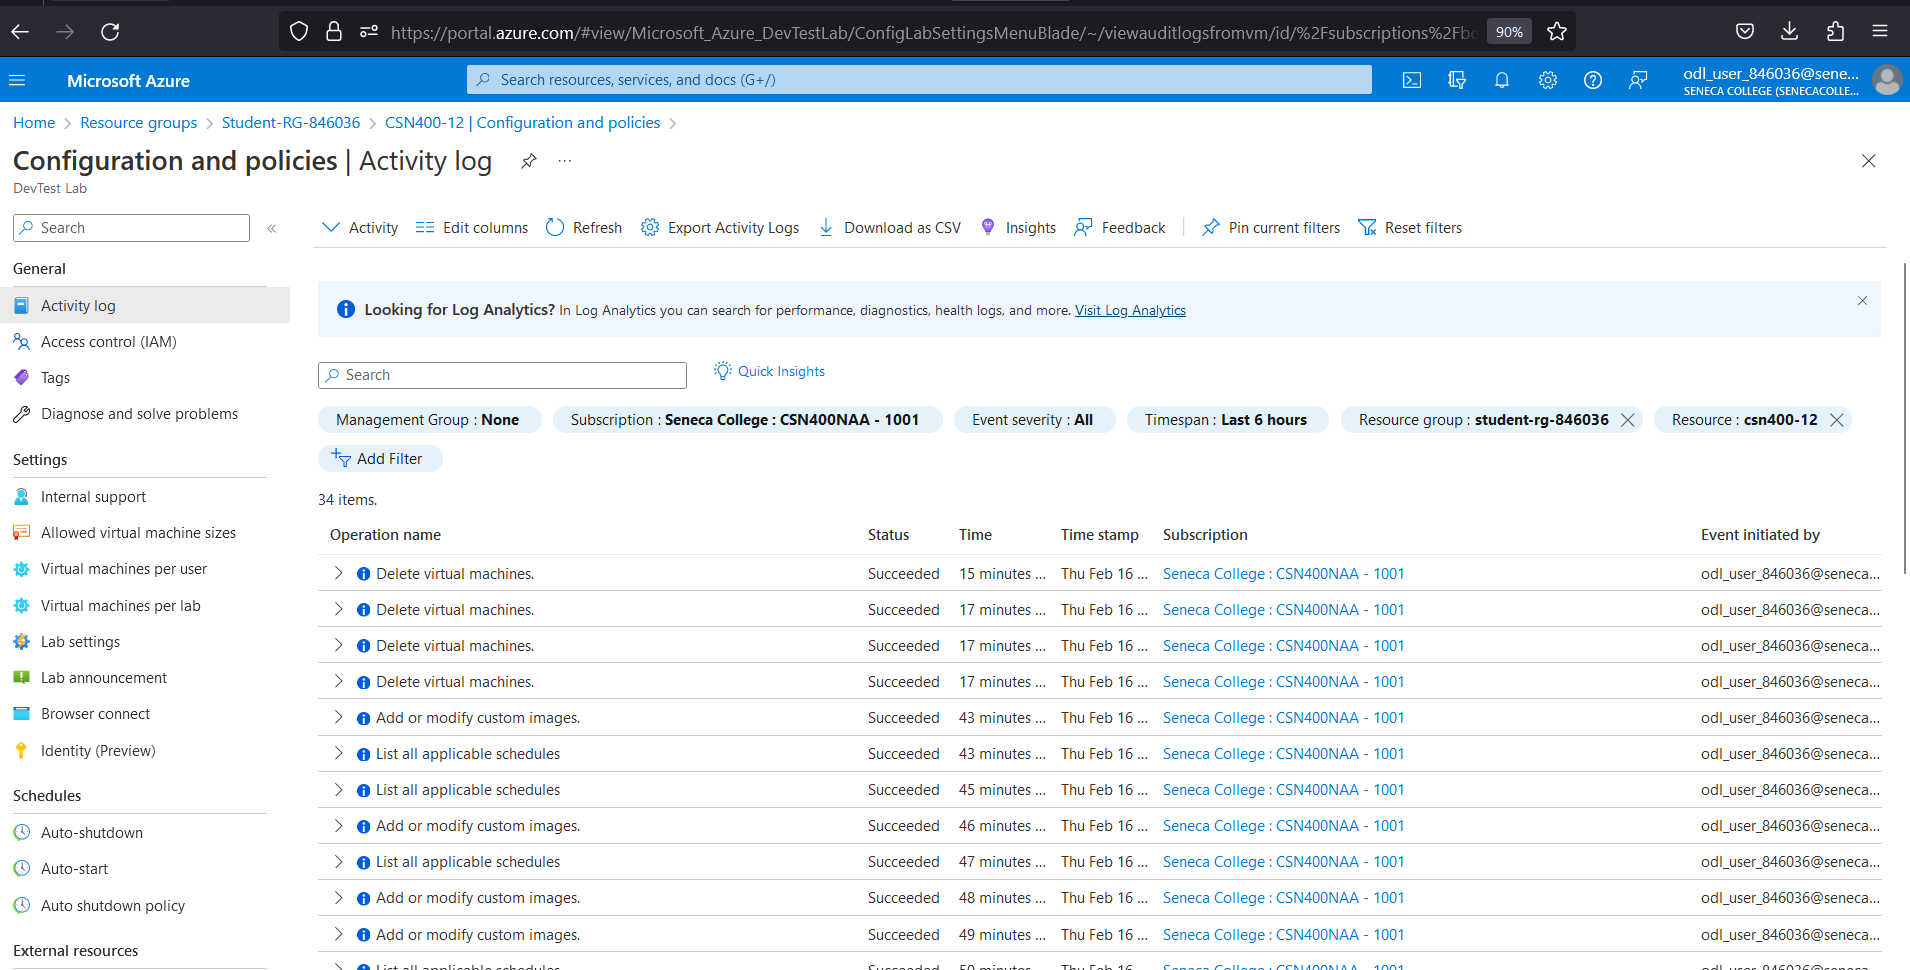 https://portal.azure.com/#view/Microsoft_Azure_DevTestLab/ConfigLabSettingsMenuBlade/~/viewauditlogsfromvm/id/%2Fsubscriptions%2Fbc
90%
Microsoft Azure
Search resources, services, and docs (G+/)
odl_user_846036@sene...
SENECA COLLEGE (SENECACOLLE...
Home > Resource groups > Student-RG-846036 > CSN400-12 | Configuration and policies >
Configuration and policies | Activity log
...
DevTest Lab
Search
«
General
Activity log
Access control (IAM)
Tags
Diagnose and solve problems
Settings
Internal support
Allowed virtual machine sizes
Virtual machines per user
Virtual machines per lab
Lab settings
Lab announcement
Browser connect
Identity (Preview)
Schedules
Auto-shutdown
Auto-start
Auto shutdown policy
External resources
Activity Edit columns Refresh Export Activity Logs Download as CSV Insights Feedback Pin current filters Reset filters
Looking for Log Analytics? In Log Analytics you can search for performance, diagnostics, health logs, and more. Visit Log Analytics
Search
Quick Insights
Management Group : None Subscription : Seneca College : CSN400NAA - 1001 Event severity : All Timespan : Last 6 hours Resource group : student-rg-846036 Resource : csn400-12
Add Filter
34 items.
Operation name Status Time Time stamp Subscription Event initiated by
Delete virtual machines. Succeeded 15 minutes ... Thu Feb 16 ... Seneca College : CSN400NAA - 1001 odl_user_846036@seneca...
Delete virtual machines. Succeeded 17 minutes ... Thu Feb 16 ... Seneca College : CSN400NAA - 1001 odl_user_846036@seneca...
Delete virtual machines. Succeeded 17 minutes ... Thu Feb 16 ... Seneca College : CSN400NAA - 1001 odl_user_846036@seneca...
Delete virtual machines. Succeeded 17 minutes ... Thu Feb 16 ... Seneca College : CSN400NAA - 1001 odl_user_846036@seneca...
Add or modify custom images. Succeeded 43 minutes ... Thu Feb 16 ... Seneca College : CSN400NAA - 1001 odl_user_846036@seneca...
List all applicable schedules Succeeded 43 minutes ... Thu Feb 16 ... Seneca College : CSN400NAA - 1001 odl_user_846036@seneca...
List all applicable schedules Succeeded 45 minutes ... Thu Feb 16 ... Seneca College : CSN400NAA - 1001 odl_user_846036@seneca...
Add or modify custom images. Succeeded 46 minutes ... Thu Feb 16 ... Seneca College : CSN400NAA - 1001 odl_user_846036@seneca...
List all applicable schedules Succeeded 47 minutes ... Thu Feb 16 ... Seneca College : CSN400NAA - 1001 odl_user_846036@seneca...
Add or modify custom images. Succeeded 48 minutes ... Thu Feb 16 ... Seneca College : CSN400NAA - 1001 odl_user_846036@seneca...
Add or modify custom images. Succeeded 49 minutes ... Thu Feb 16 ... Seneca College : CSN400NAA - 1001 odl_user_846036@seneca...
List all applicable schedules Succeeded 50 minutes ... Thu Feb 16 ... Seneca College : CSN400NAA - 1001 odl_user_846036@seneca...